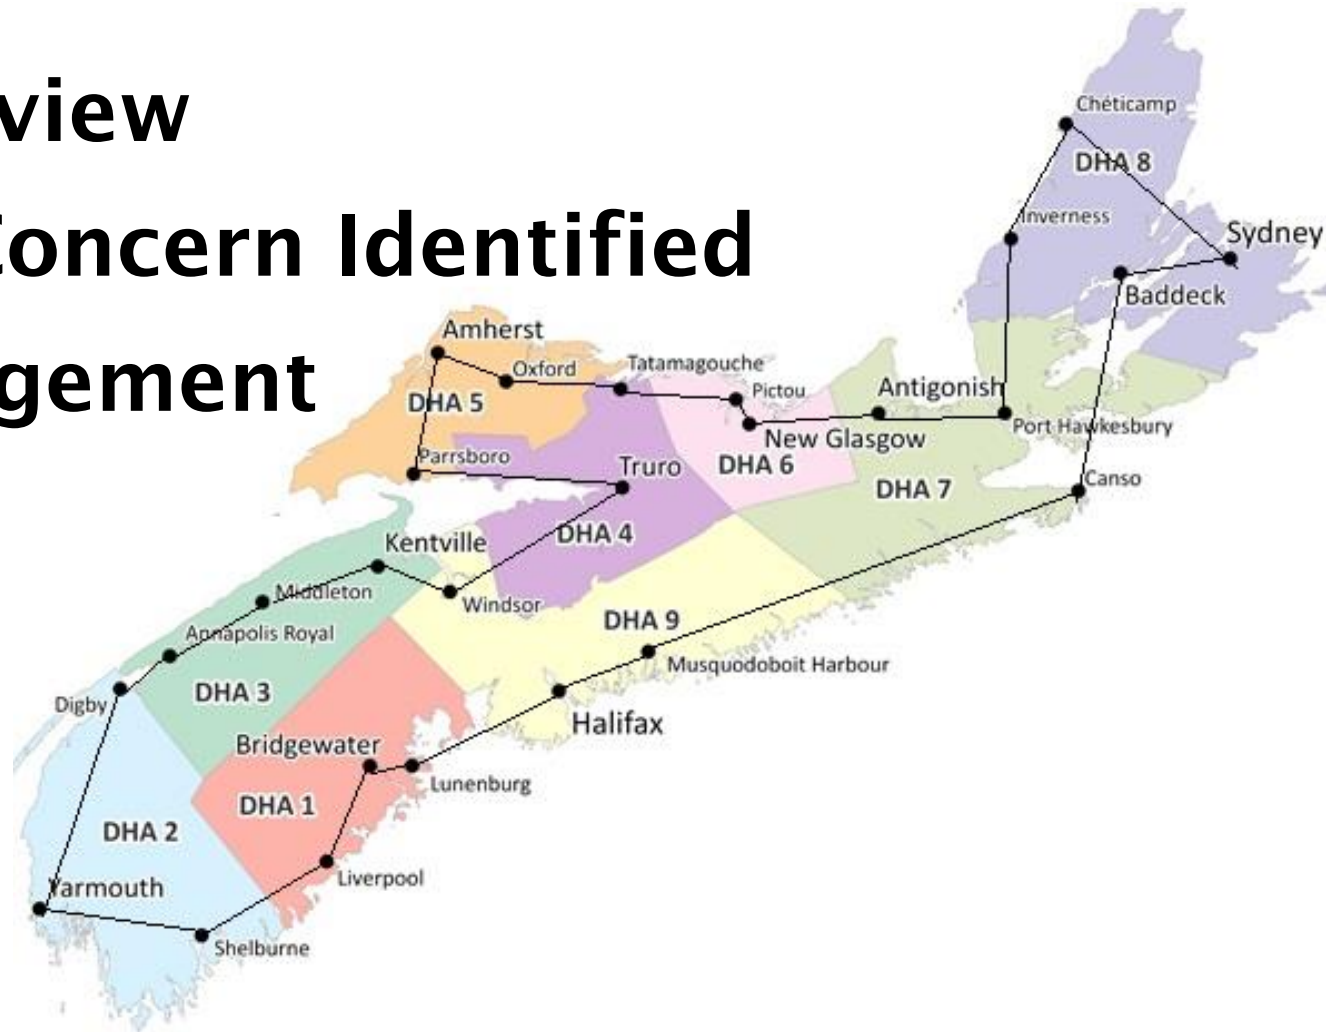 view
Concern Identified
gement
Chéticamp
DHA 8
Inverness
Sydney
Baddeck
Amherst
Oxford
Tatamagouche
Pictou
Antigonish
DHA 5
Port Hawkesbury
New Glasgow
Parrsboro
Truro
DHA 6
Canso
DHA 7
Kentville
DHA 4
Middleton
Windsor
DHA 9
Annapolis Royal
Musquodoboit Harbour
DHA 3
Digby
Halifax
Bridgewater
Lunenburg
DHA 1
DHA 2
Liverpool
Yarmouth
Shelburne